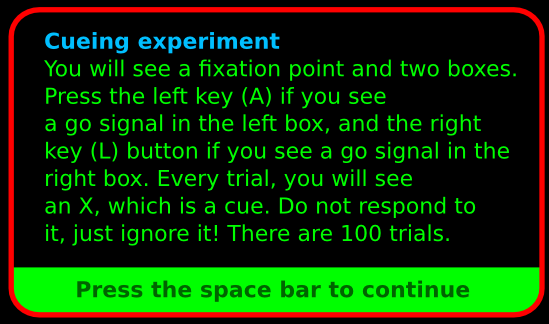 Cueing experiment
You will see a fixation point and two boxes.
Press the left key (A) if you see
a go signal in the left box, and the right
key (L) button if you see a go signal in the
right box. Every trial, you will see
an X, which is a cue. Do not respond to
it, just ignore it! There are 100 trials.
Press the space bar to continue